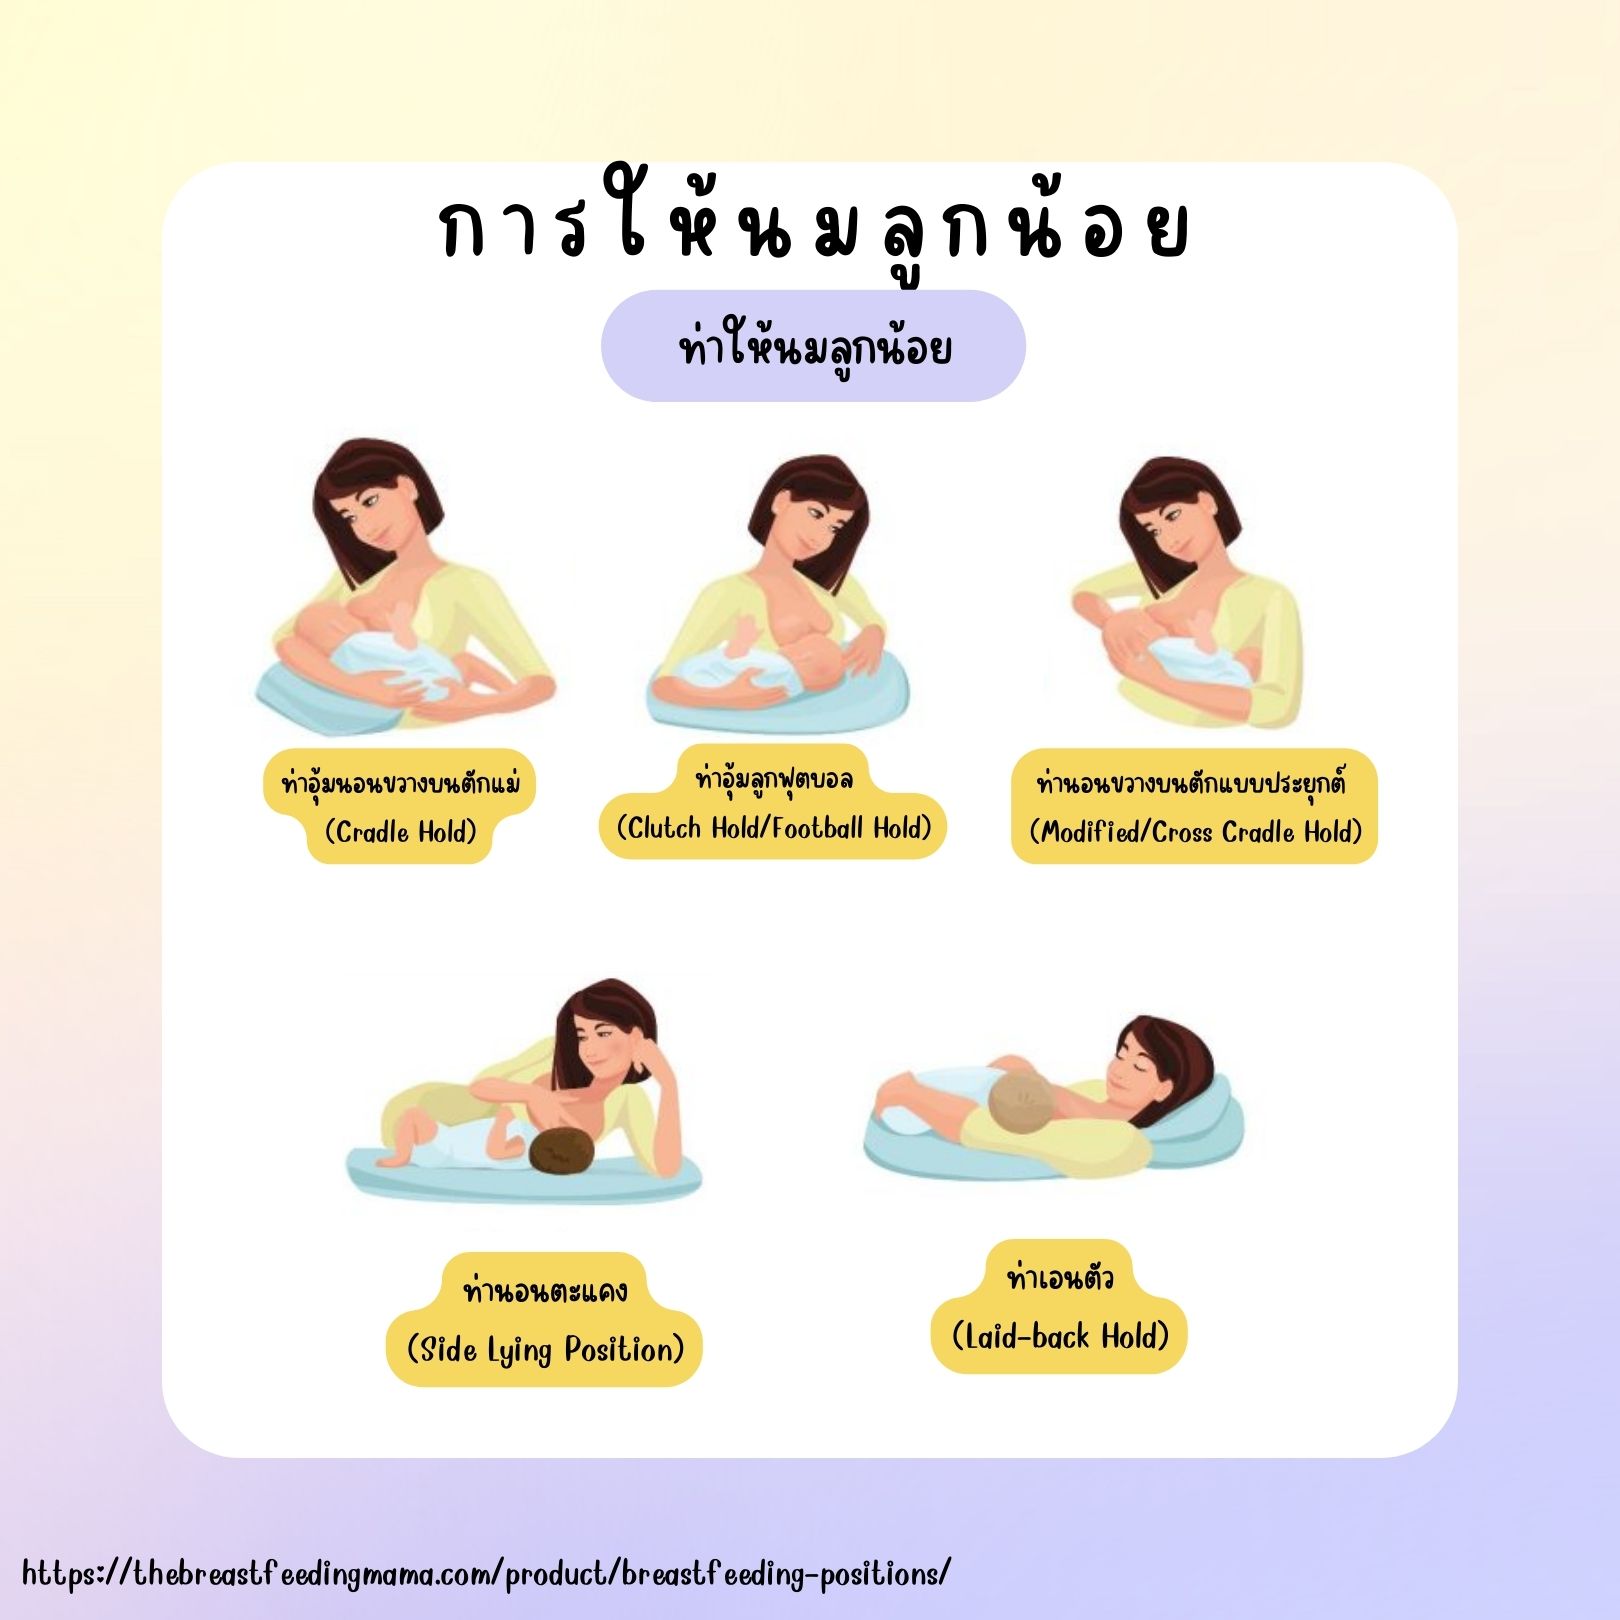 การให้นมลูกน้อย
ท่าให้นมลูกน้อย
ท่าอุ้มนอนขวางบนตักแม่
(Cradle Hold)
ท่าอุ้มลูกฟุตบอล
(Clutch Hold/Football Hold)
ท่านอนขวางบนตักแบบประยุกต์
(Modified/Cross Cradle Hold)
ท่านอนตะแคง
(Side Lying Position)
ท่าเอนตัว
(Laid-back Hold)
https://thebreastfeedingmama.com/product/breastfeeding-positions/